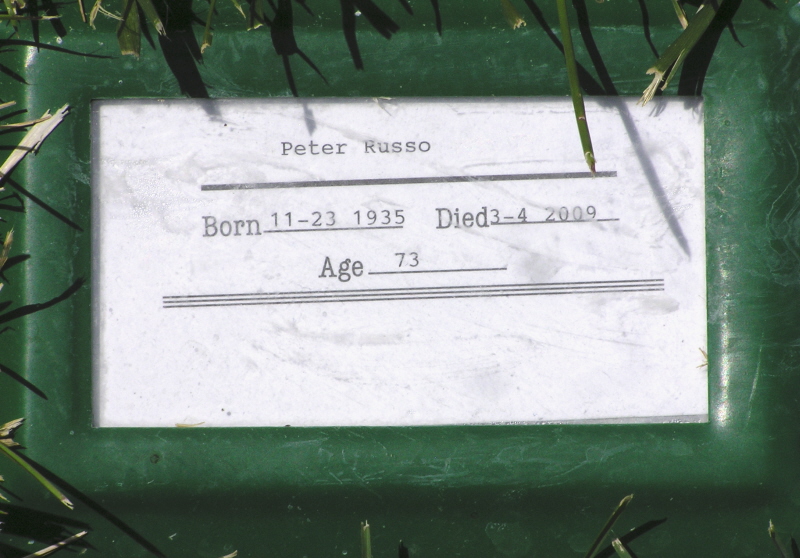 Peter Russo
Born 11-23 1935 Died 3-4 2009
Age 73